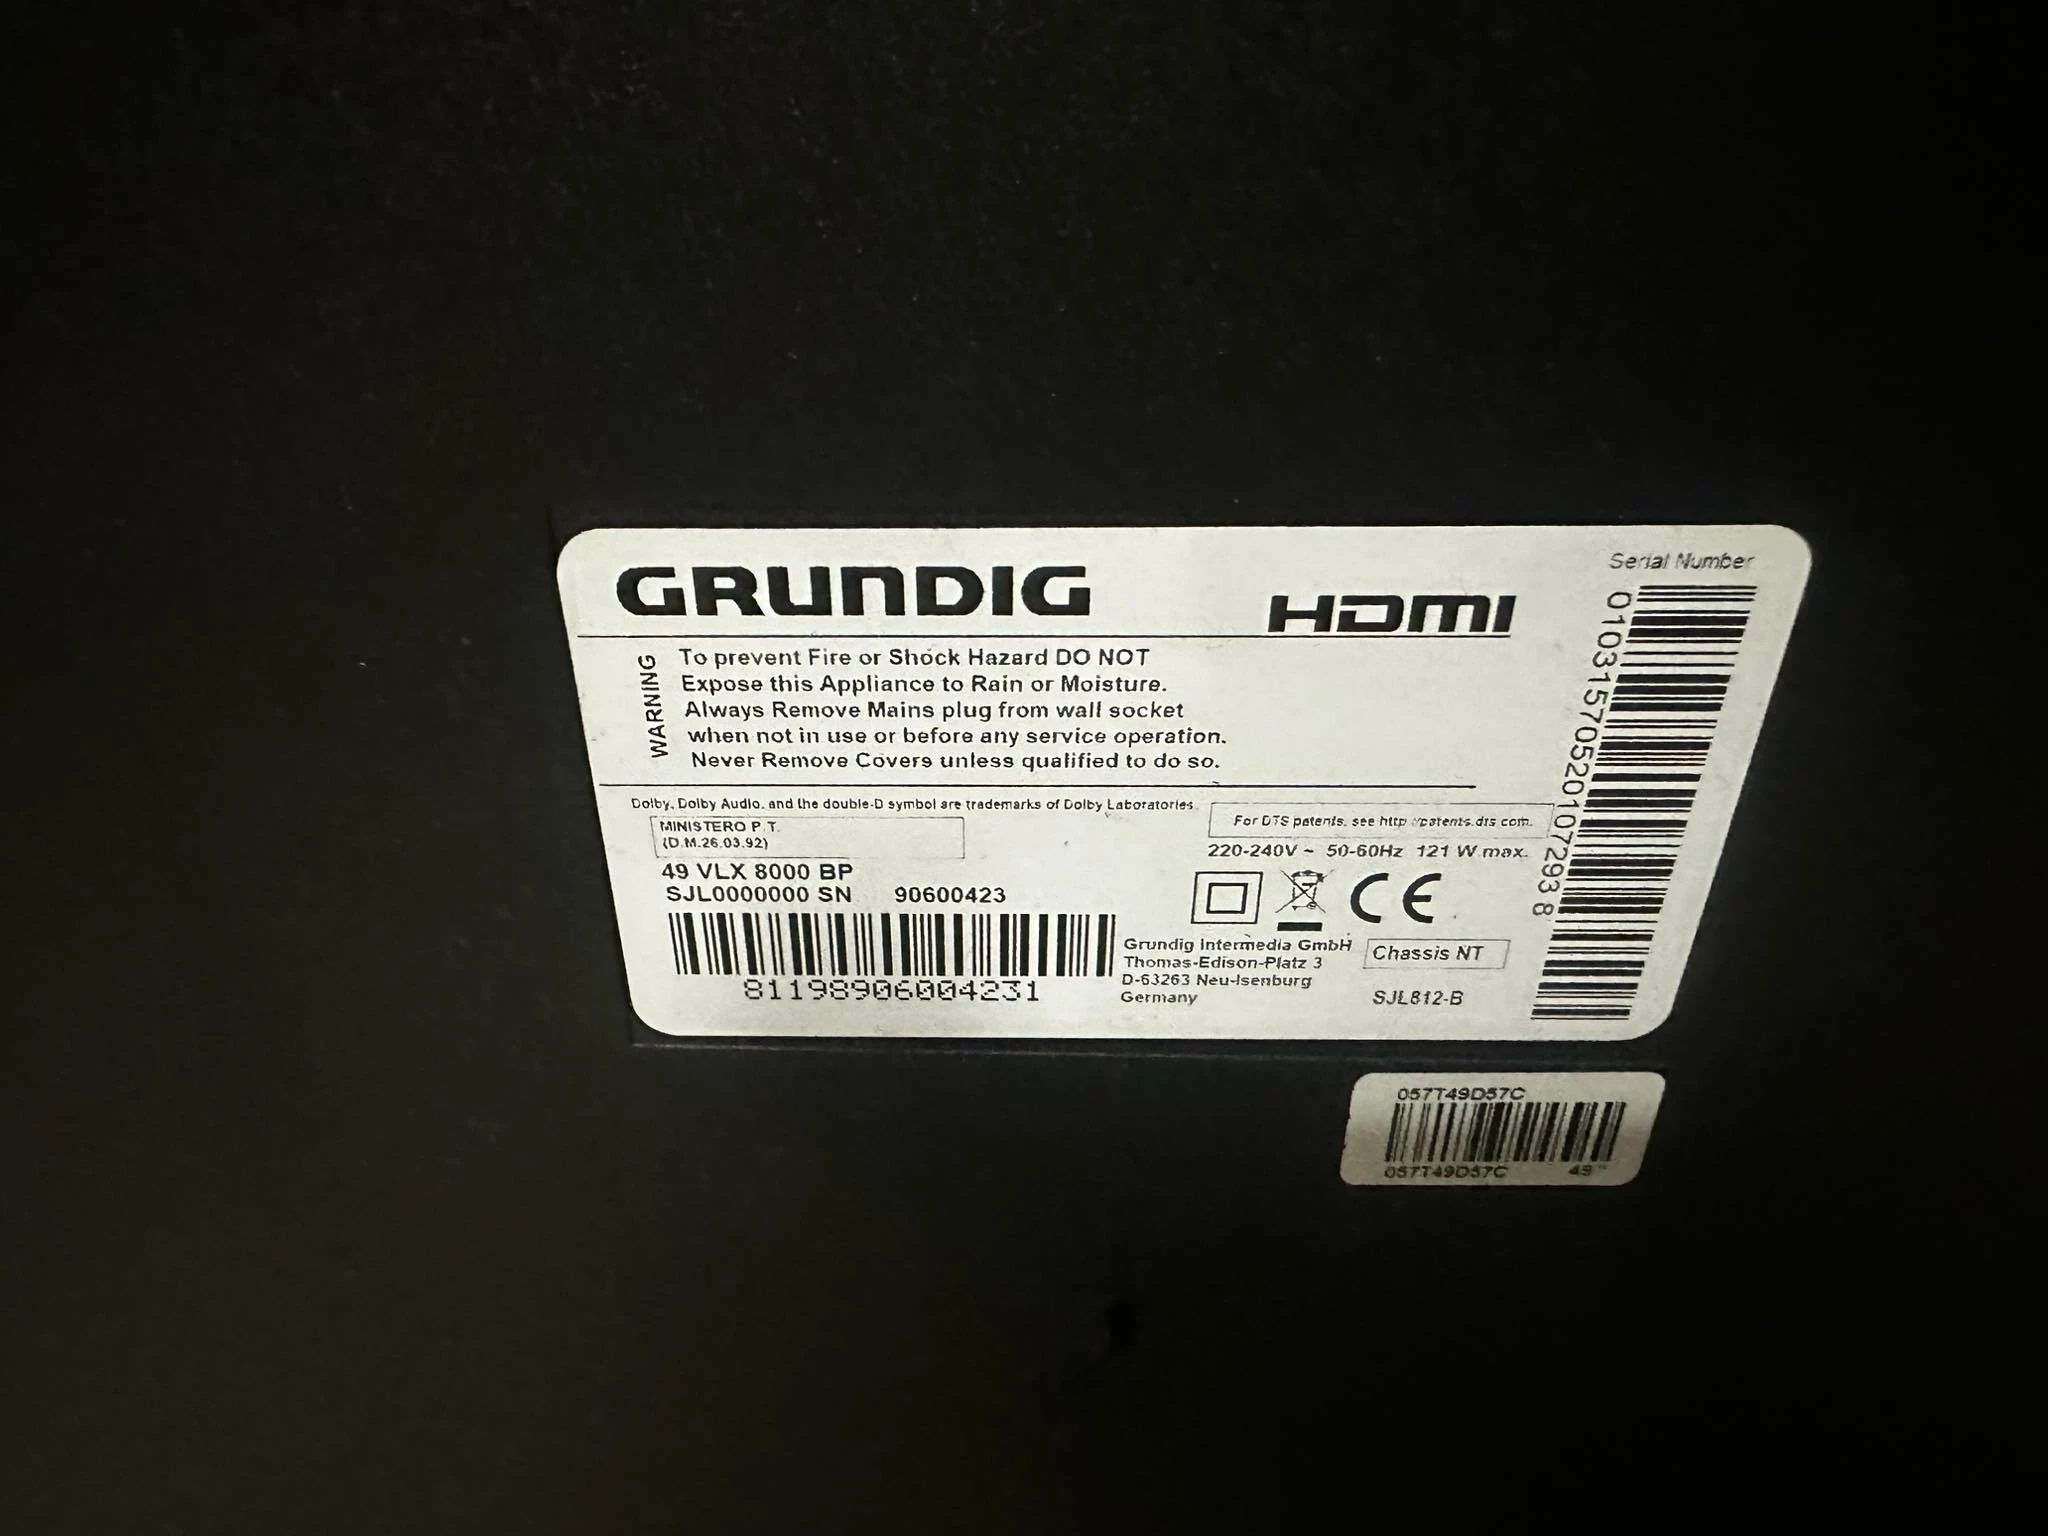 GRUNDIG
HDMI
Serial Number
010315705201072938
WARNING
To prevent Fire or Shock Hazard DO NOT
Expose this Appliance to Rain or Moisture.
Always Remove Mains plug from wall socket
when not in use or before any service operation.
Never Remove Covers unless qualified to do so.
Dolby, Dolby Audio, and the double-D symbol are trademarks of Dolby Laboratories
For DTS patents, see http://patents.dts.com.
MINISTERO P.T.
(D.M.26.03.92)
220-240V ~ 50-60Hz 121 W max.
49 VLX 8000 BP
SJL0000000 SN 90600423
81198906004231
CE
Grundig Intermedia GmbH
Thomas-Edison-Platz 3
D-63263 Neu-Isenburg
Germany
Chassis NT
SJL812-B
057T49D57C
057T49D57C 49"